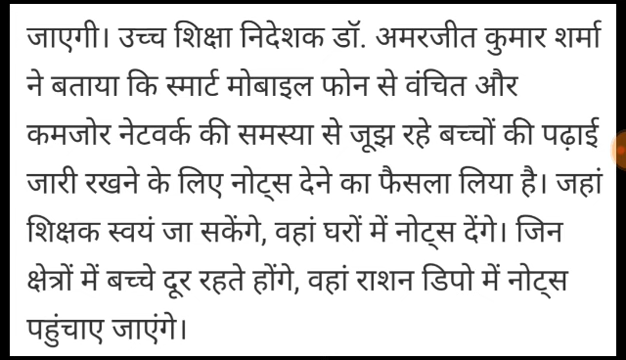 जाएगी। उच्च शिक्षा निदेशक डॉ. अमरजीत कुमार शर्मा
ने बताया कि स्मार्ट मोबाइल फोन से वंचित और
कमजोर नेटवर्क की समस्या से जूझ रहे बच्चों की पढ़ाई
जारी रखने के लिए नोट्स देने का फैसला लिया है। जहां
शिक्षक स्वयं जा सकेंगे, वहां घरों में नोट्स देंगे। जिन
क्षेत्रों में बच्चे दूर रहते होंगे, वहां राशन डिपो में नोट्स
पहुंचाए जाएंगे।